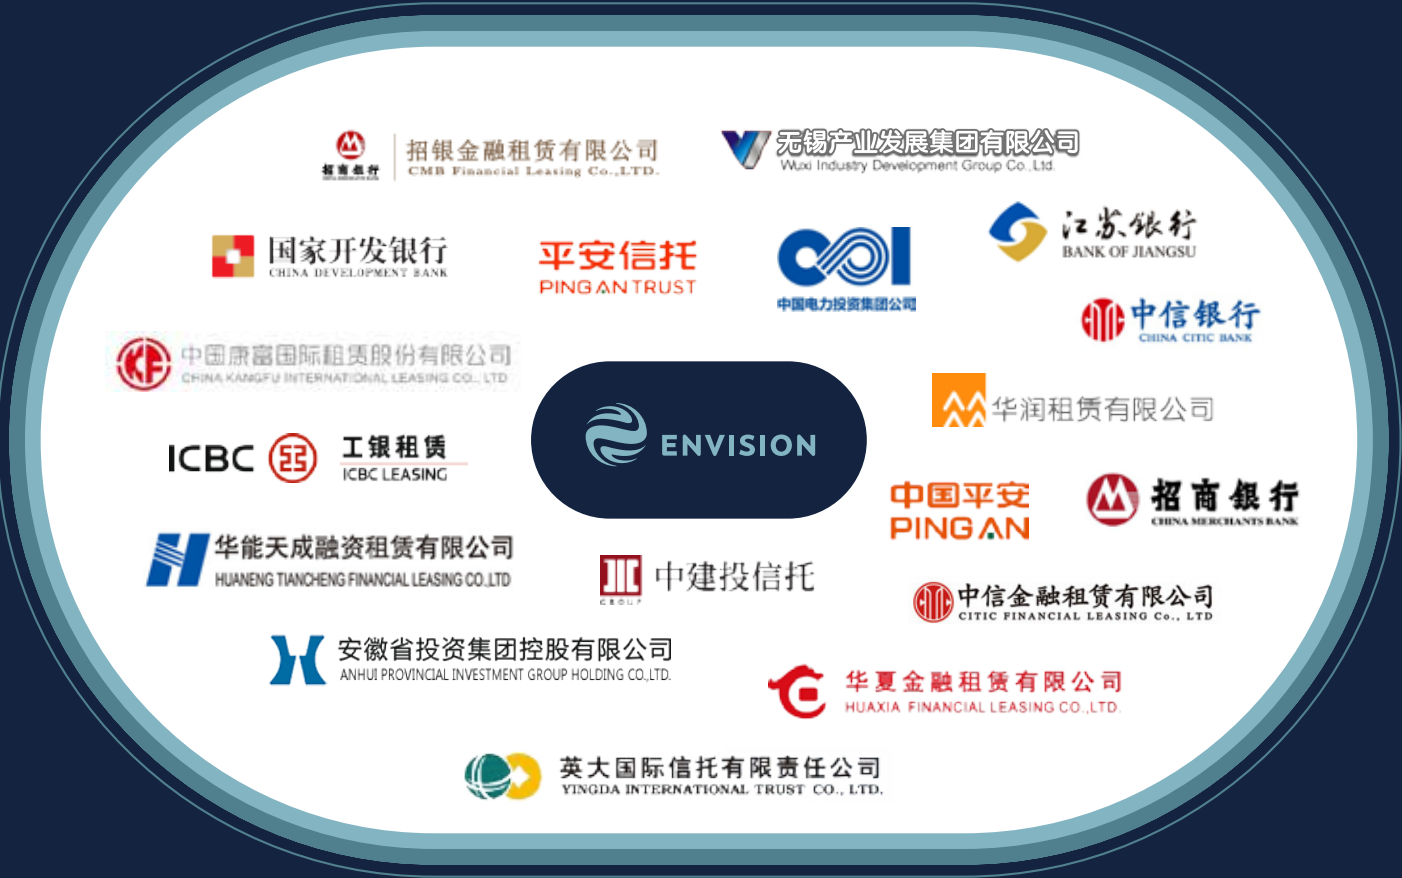 招商银行
招银金融租赁有限公司
CMB Financial Leasing Co.,LTD.
无锡产业发展集团有限公司
Wuxi Industry Development Group Co.,Ltd.
国家开发银行
CHINA DEVELOPMENT BANK
平安信托
PING AN TRUST
CPI
中国电力投资集团公司
江苏银行
BANK OF JIANGSU
中信银行
CHINA CITIC BANK
中国康富国际租赁股份有限公司
CHINA KANGFU INTERNATIONAL LEASING CO., LTD
华润租赁有限公司
ENVISION
ICBC
工银租赁
ICBC LEASING
中国平安
PING AN
招商银行
CHINA MERCHANTS BANK
华能天成融资租赁有限公司
HUANENG TIANCHENG FINANCIAL LEASING CO.,LTD
GROUP
中建投信托
中信金融租赁有限公司
CITIC FINANCIAL LEASING Co., LTD
安徽省投资集团控股有限公司
ANHUI PROVINCIAL INVESTMENT GROUP HOLDING CO.,LTD.
华夏金融租赁有限公司
HUAXIA FINANCIAL LEASING CO.,LTD.
英大国际信托有限责任公司
YINGDA INTERNATIONAL TRUST CO., LTD.